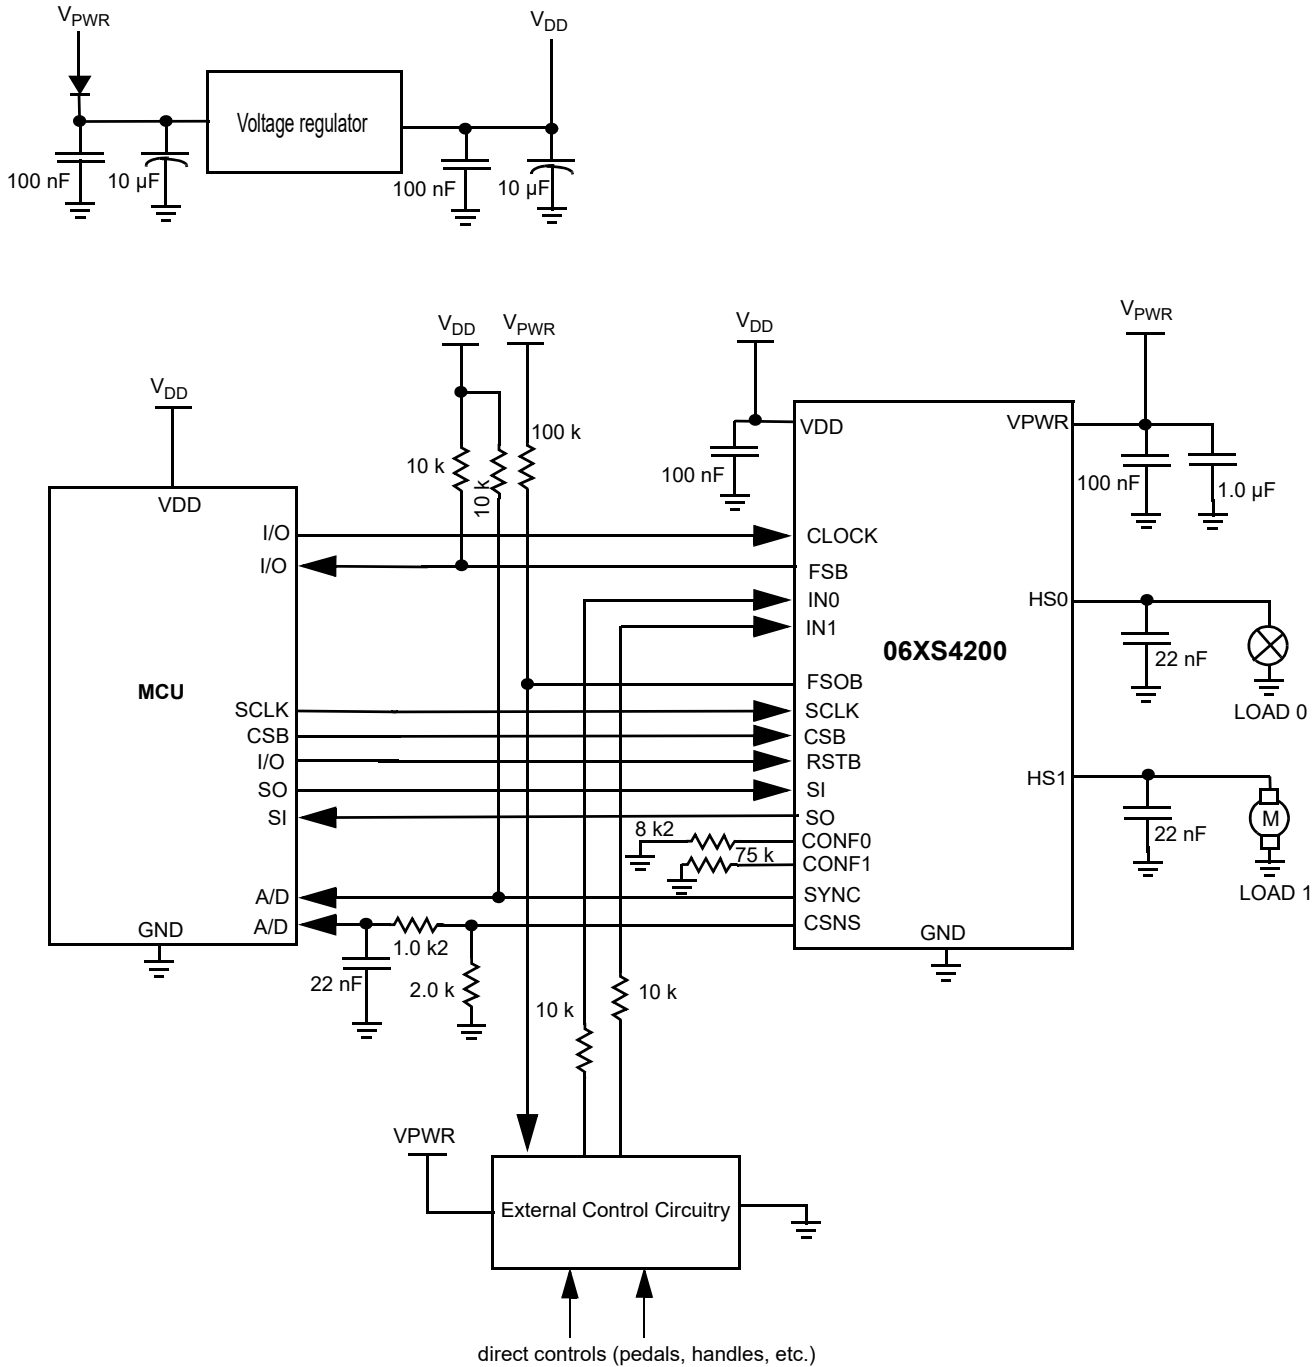 VPWR
VDD
Voltage regulator
100 nF
10 µF
100 nF
10 µF
VDD
VPWR
VDD
VPWR
VDD
100 k
10 k
10 k
VDD
VPWR
100 nF
100 nF
1.0 µF
VDD
I/O
CLOCK
I/O
FSB
IN0
HS0
IN1
MCU
06XS4200
22 nF
FSOB
SCLK
SCLK
LOAD 0
CSB
CSB
I/O
RSTB
HS1
SO
SI
SI
SO
M
8 k2
CONF0
22 nF
75 k
CONF1
A/D
SYNC
LOAD 1
A/D
CSNS
GND
GND
1.0 k2
22 nF
2.0 k
10 k
10 k
VPWR
External Control Circuitry
direct controls (pedals, handles, etc.)